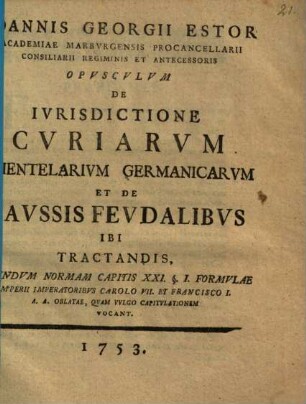 21.
OANNIS GEORGII ESTOR
ACADEMIAE MARBVRGENSIS PROCANCELLARII
CONSILIARII REGIMINIS ET ANTECESSORIS
OPVSCVLVM
DE
IVRISDICTIONE
CVRIARVM
IENTELARIVM GERMANICARVM
ET DE
AVSSIS FEVDALIBVS
IBI
TRACTANDIS,
NDVM NORMAM CAPITIS XXI. §. I. FORMVLAE
IMPERII IMPERATORIBVS CAROLO VII. ET FRANCISCO I.
A. A. OBLATAE, QVAM VVLGO CAPITVLATIONEM
VOCANT.
1753.